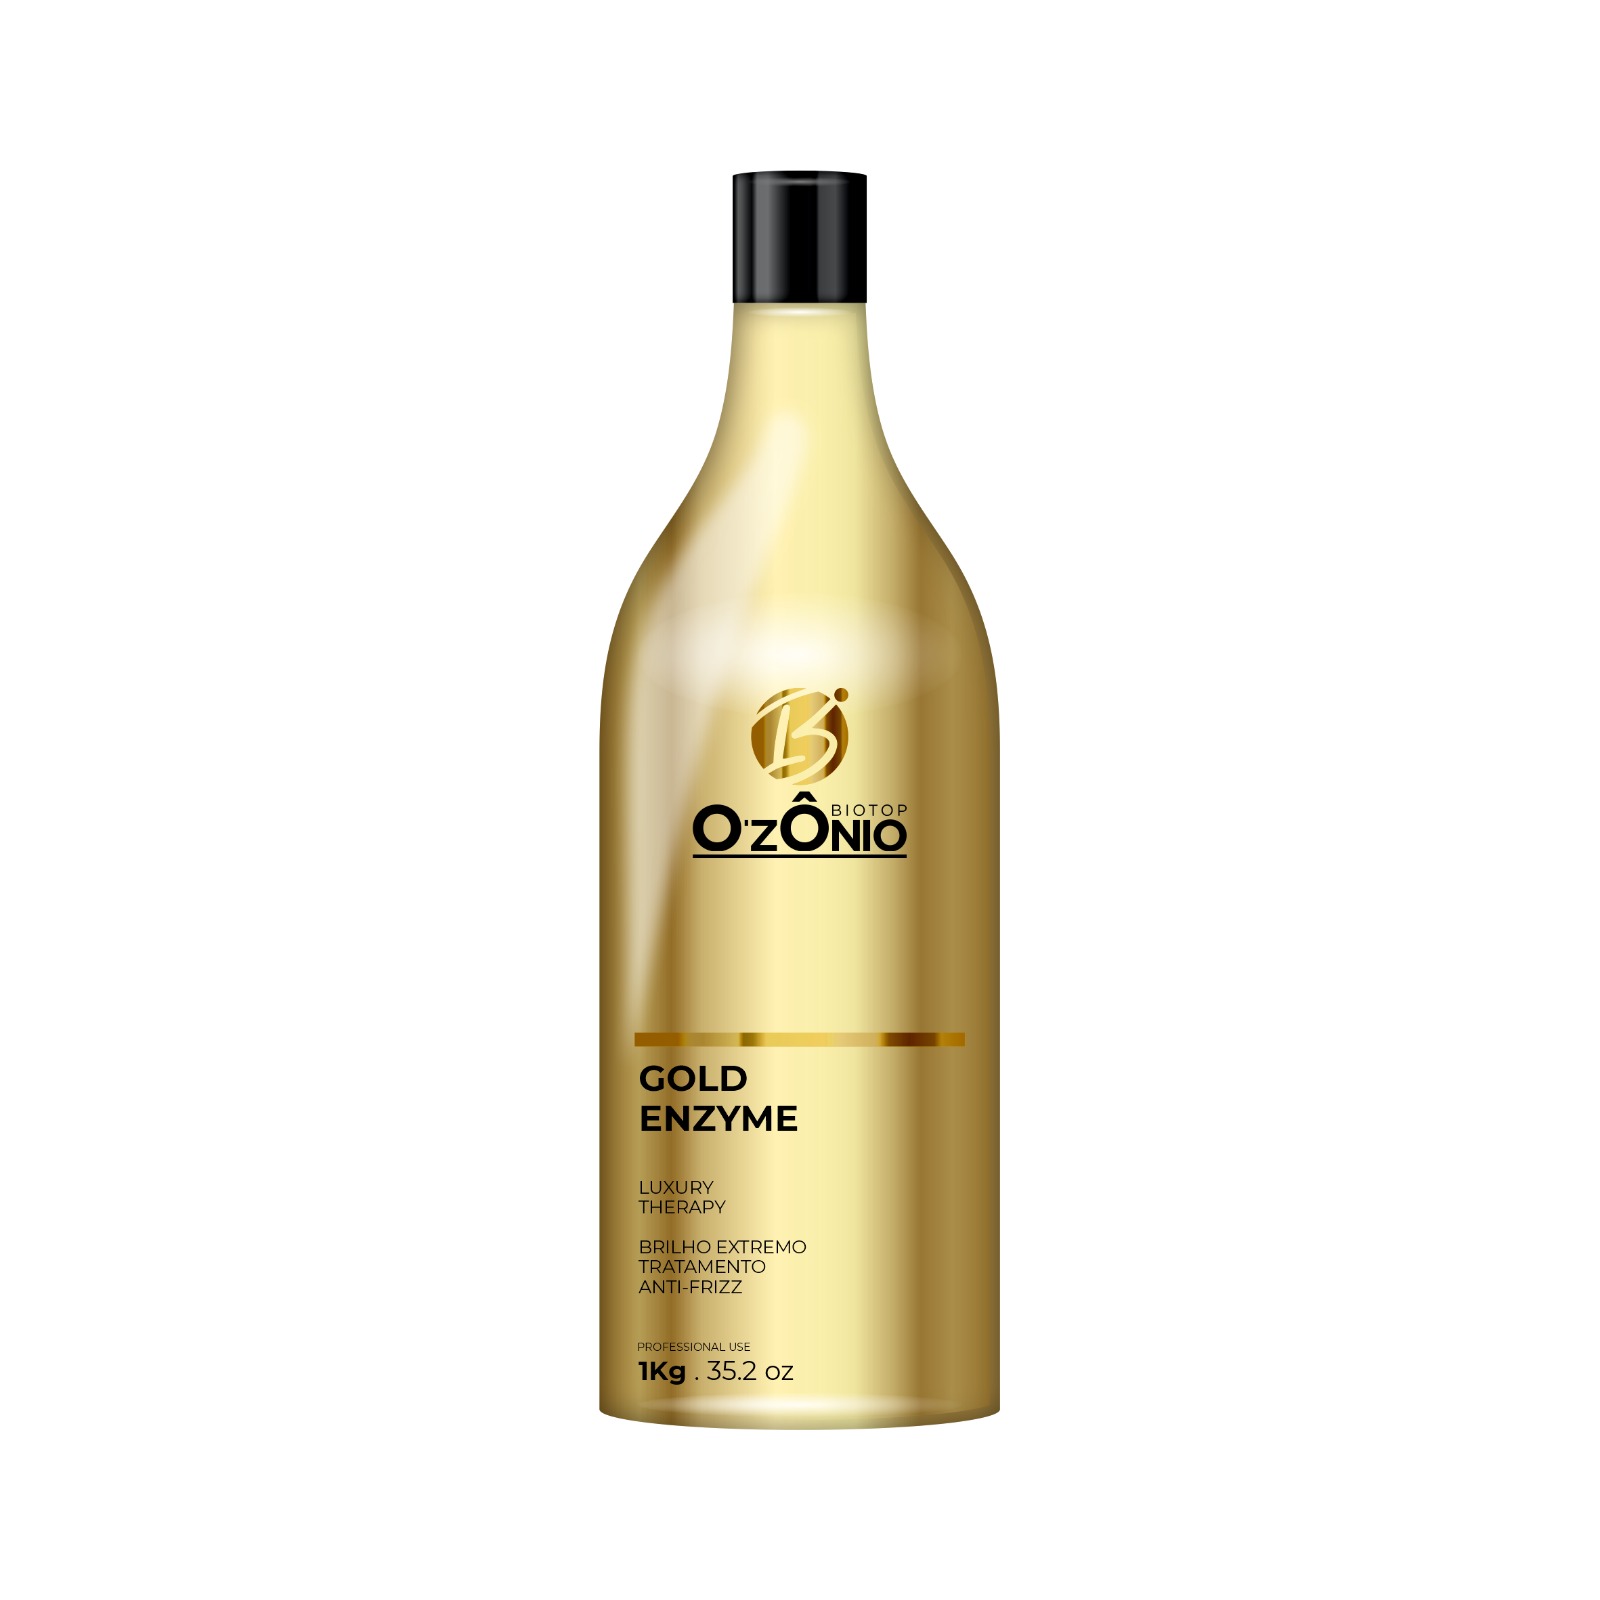 B
BIOTOP
O'ZÔNIO
GOLD
ENZYME
LUXURY
THERAPY
BRILHO EXTREMO
TRATAMENTO
ANTI-FRIZZ
PROFESSIONAL USE
1Kg . 35.2 oz